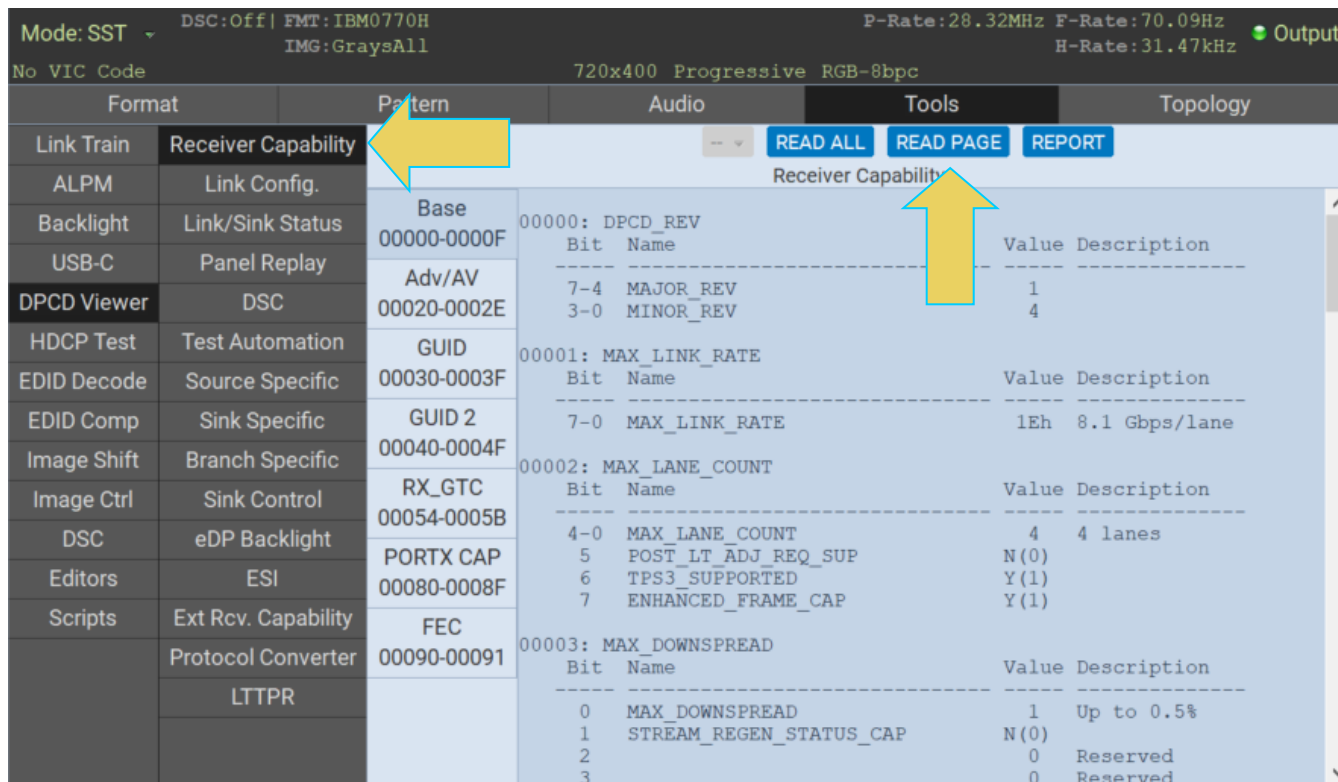 Mode: SST DSC:Off| FMT:IBM0770H P-Rate:28.32MHz F-Rate:70.09Hz Output
IMG:GraysAll H-Rate:31.47kHz
No VIC Code 720x400 Progressive RGB-8bpc
Format Pattern Audio Tools Topology
Link Train
ALPM
Backlight
USB-C
DPCD Viewer
HDCP Test
EDID Decode
EDID Comp
Image Shift
Image Ctrl
DSC
Editors
Scripts
Receiver Capability
Link Config.
Link/Sink Status
Panel Replay
DSC
Test Automation
Source Specific
Sink Specific
Branch Specific
Sink Control
eDP Backlight
ESI
Ext Rcv. Capability
Protocol Converter
LTTPR
-- READ ALL READ PAGE REPORT
Receiver Capability
Base
00000-0000F
Adv/AV
00020-0002E
GUID
00030-0003F
GUID 2
00040-0004F
RX_GTC
00054-0005B
PORTX CAP
00080-0008F
FEC
00090-00091
00000: DPCD_REV
Bit Name Value Description
----- ------------------------------- ----- --------------
7-4 MAJOR_REV 1
3-0 MINOR_REV 4
00001: MAX_LINK_RATE
Bit Name Value Description
----- ------------------------------- ----- --------------
7-0 MAX_LINK_RATE 1Eh 8.1 Gbps/lane
00002: MAX_LANE_COUNT
Bit Name Value Description
----- ------------------------------- ----- --------------
4-0 MAX_LANE_COUNT 4 4 lanes
5 POST_LT_ADJ_REQ_SUP N(0)
6 TPS3_SUPPORTED Y(1)
7 ENHANCED_FRAME_CAP Y(1)
00003: MAX_DOWNSPREAD
Bit Name Value Description
----- ------------------------------- ----- --------------
0 MAX_DOWNSPREAD 1 Up to 0.5%
1 STREAM_REGEN_STATUS_CAP N(0)
2 0 Reserved
3 0 Reserved